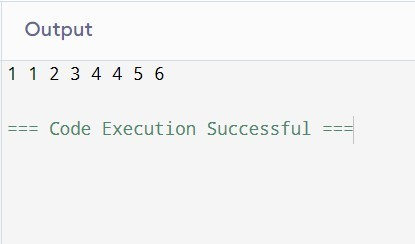 Output
1 1 2 3 4 4 5 6
=== Code Execution Successful ===